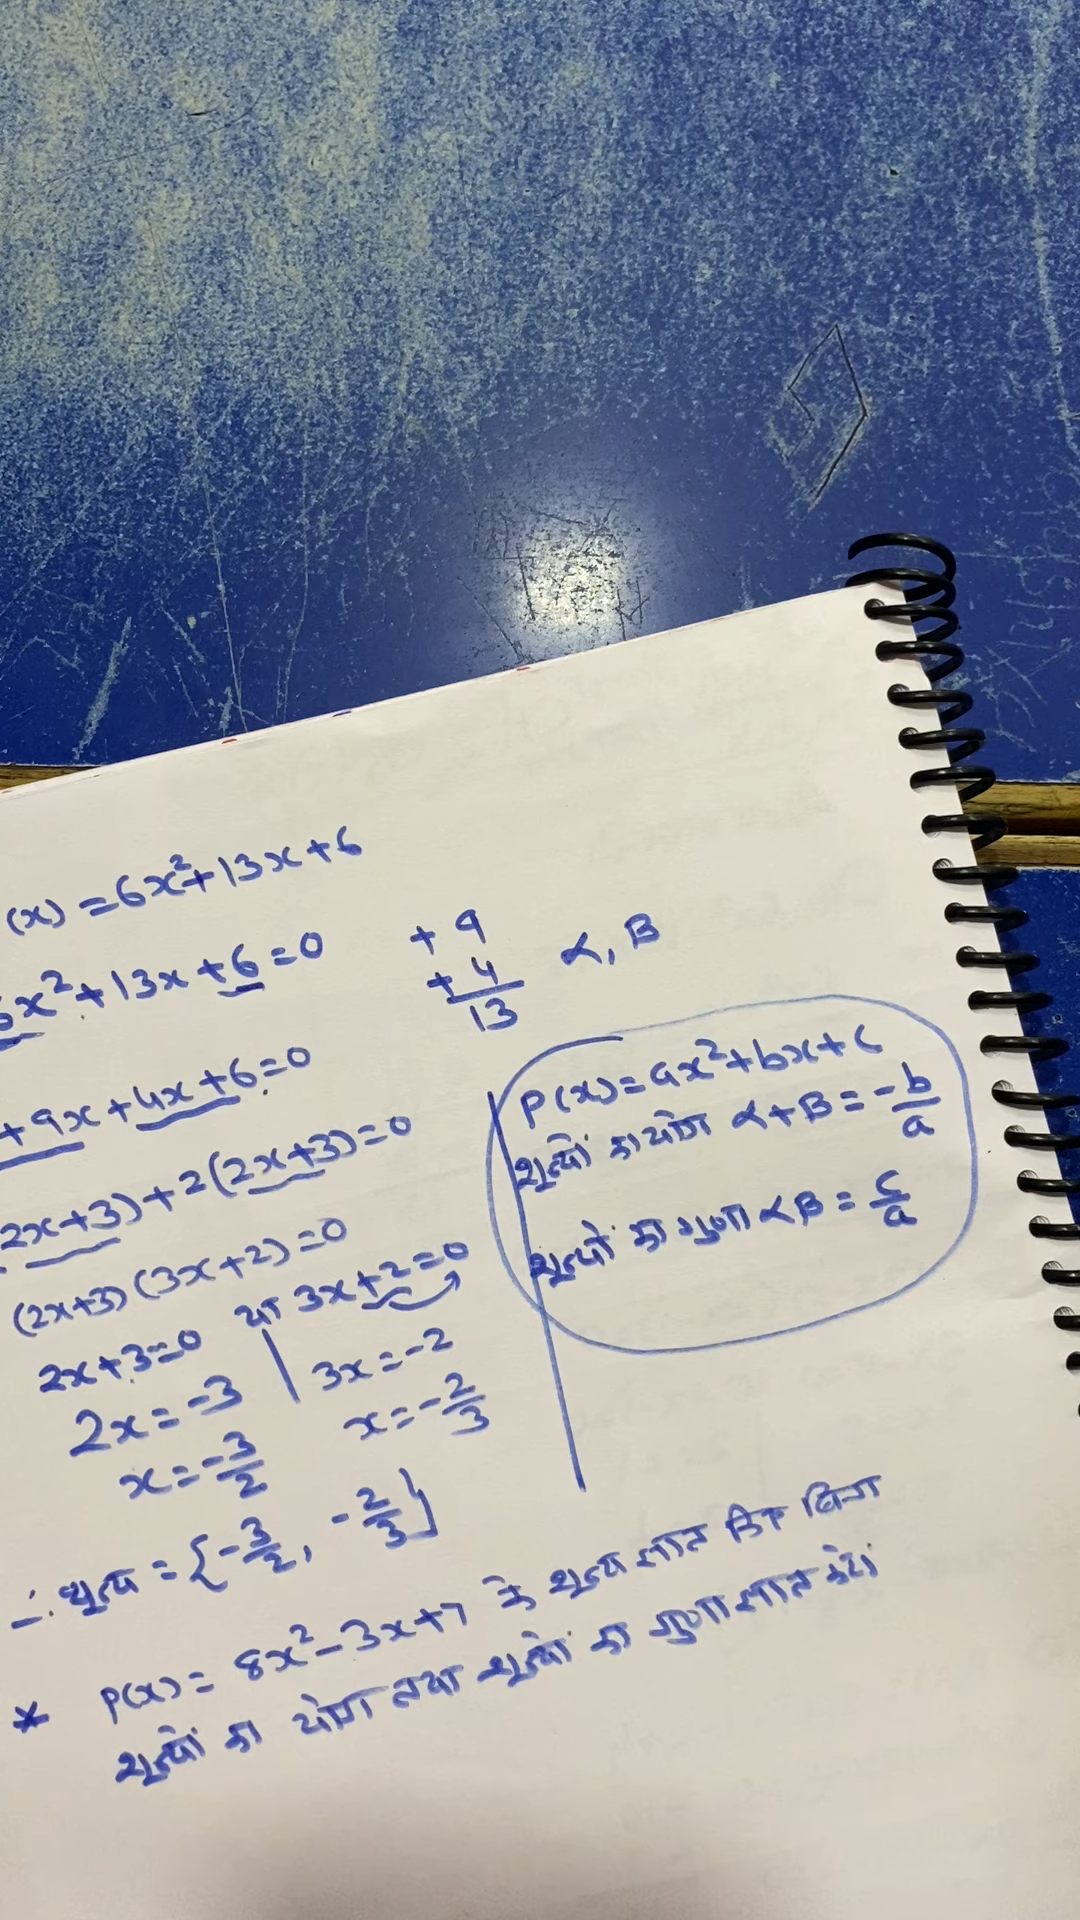 (x) = 6x²+13x+6
6x²+13x+6=0
+9
+4
13
α, β
+9x+4x+6=0
2x+3)+2(2x+3)=0
(2x+3)(3x+2)=0
2x+3=0 या 3x+2=0
2x=-3
3x=-2
x=-3/2
x=-2/3
∴ शून्य = {-3/2, -2/3}
P(x)=ax²+bx+c
शून्यों का योग α+β=-b/a
शून्यों का गुणा αβ=c/a
* P(x)= 8x²-3x+7 के शून्य ज्ञात किए बिना
शून्यों का योग तथा शून्यों का गुणा ज्ञात करो